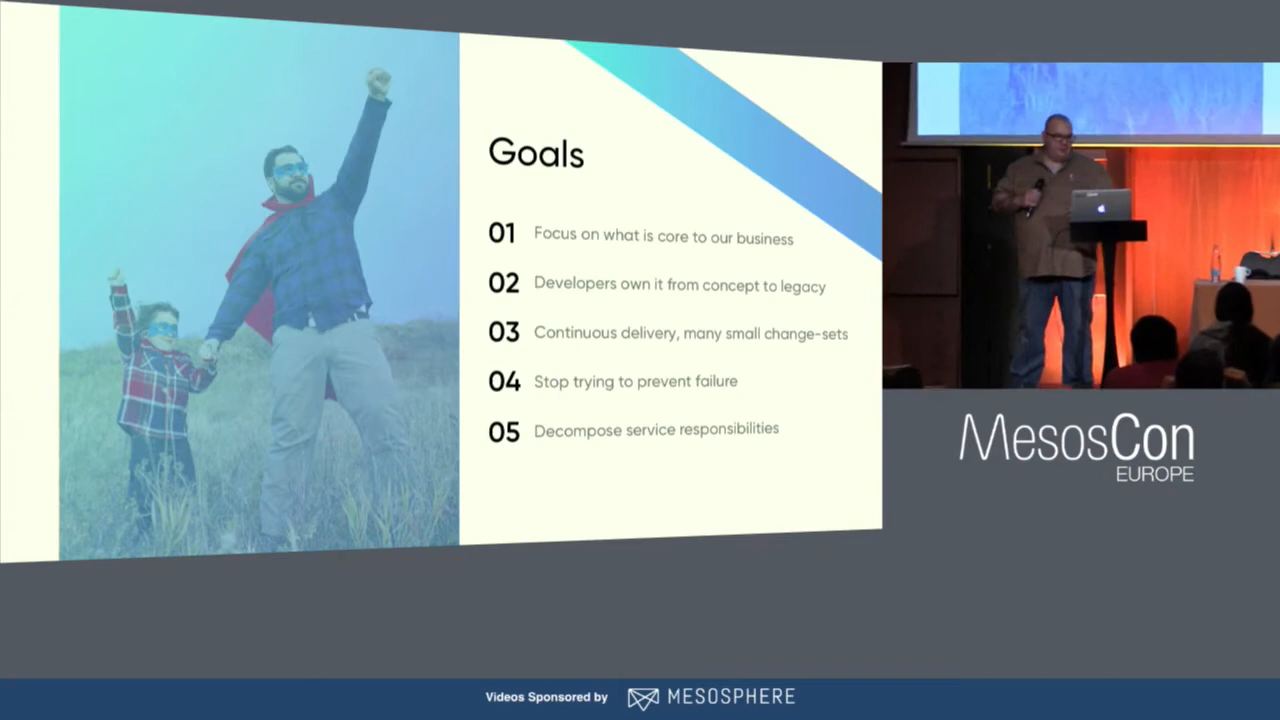 Goals
01 Focus on what is core to our business
02 Developers own it from concept to legacy
03 Continuous delivery, many small change-sets
04 Stop trying to prevent failure
05 Decompose service responsibilities
MesosCon
EUROPE
Videos Sponsored by MESOSPHERE